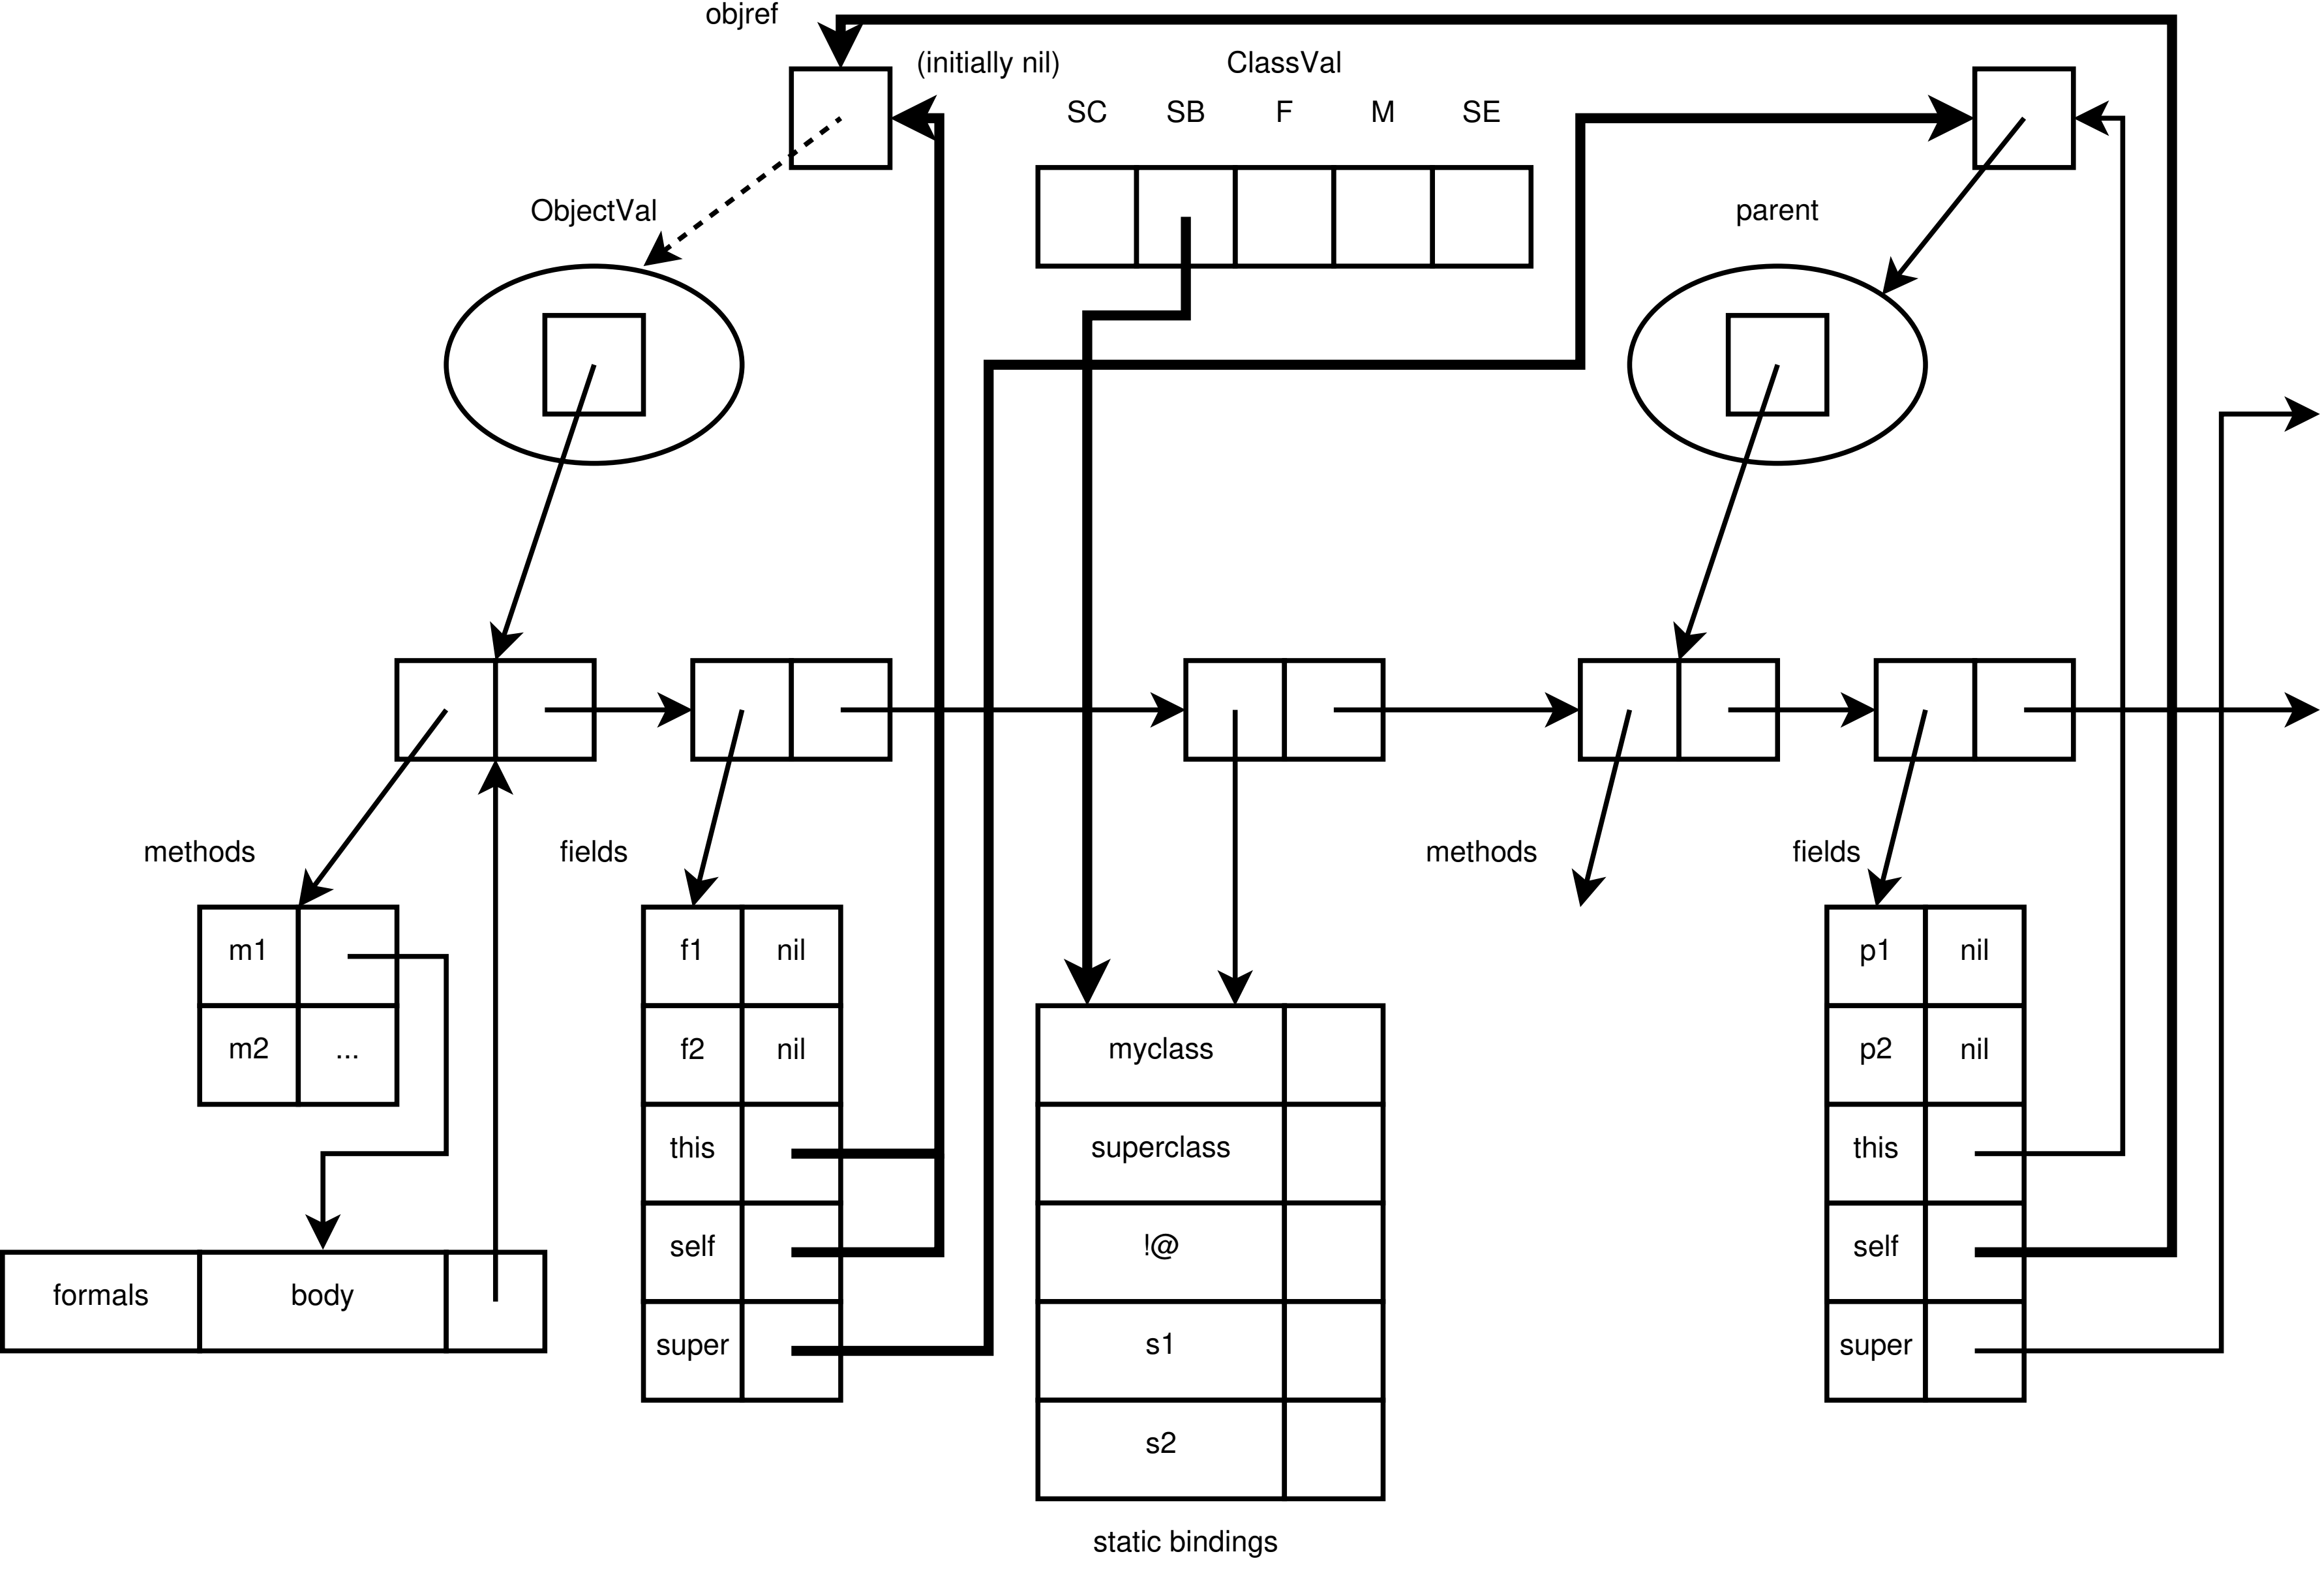 objref
(initially nil)
ClassVal
SC SB F M SE
ObjectVal
parent
methods
fields
methods
fields
m1
m2 ...
formals body
f1 nil
f2 nil
this
self
super
myclass
superclass
!@
s1
s2
static bindings
p1 nil
p2 nil
this
self
super